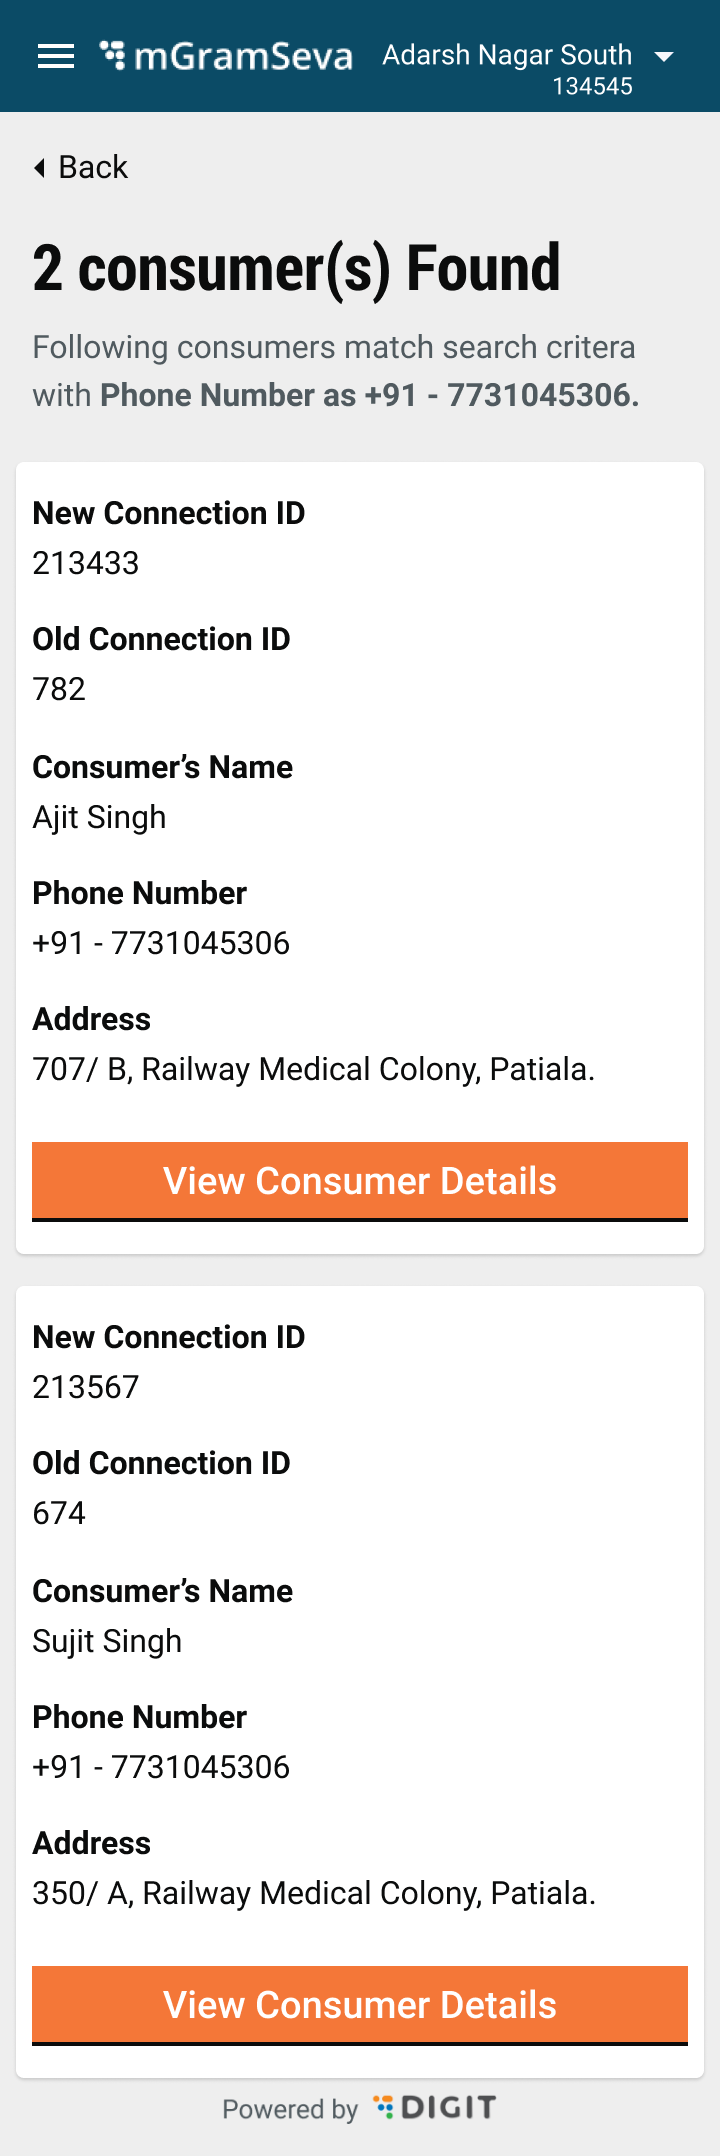 mGramSeva
Adarsh Nagar South
134545
Back
2 consumer(s) Found
Following consumers match search critera
with Phone Number as +91 - 7731045306.
New Connection ID
213433
Old Connection ID
782
Consumer’s Name
Ajit Singh
Phone Number
+91 - 7731045306
Address
707/ B, Railway Medical Colony, Patiala.
View Consumer Details
New Connection ID
213567
Old Connection ID
674
Consumer’s Name
Sujit Singh
Phone Number
+91 - 7731045306
Address
350/ A, Railway Medical Colony, Patiala.
View Consumer Details
Powered by DIGIT